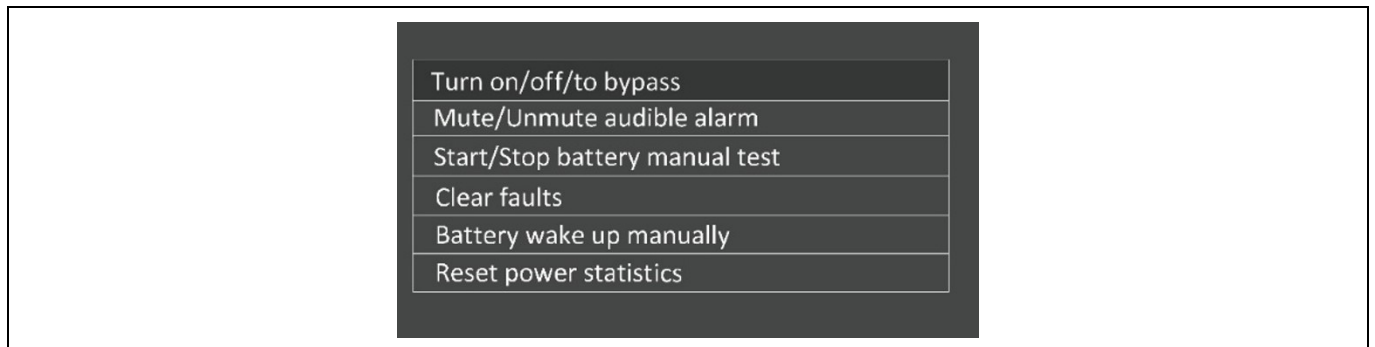 Turn on/off/to bypass
Mute/Unmute audible alarm
Start/Stop battery manual test
Clear faults
Battery wake up manually
Reset power statistics